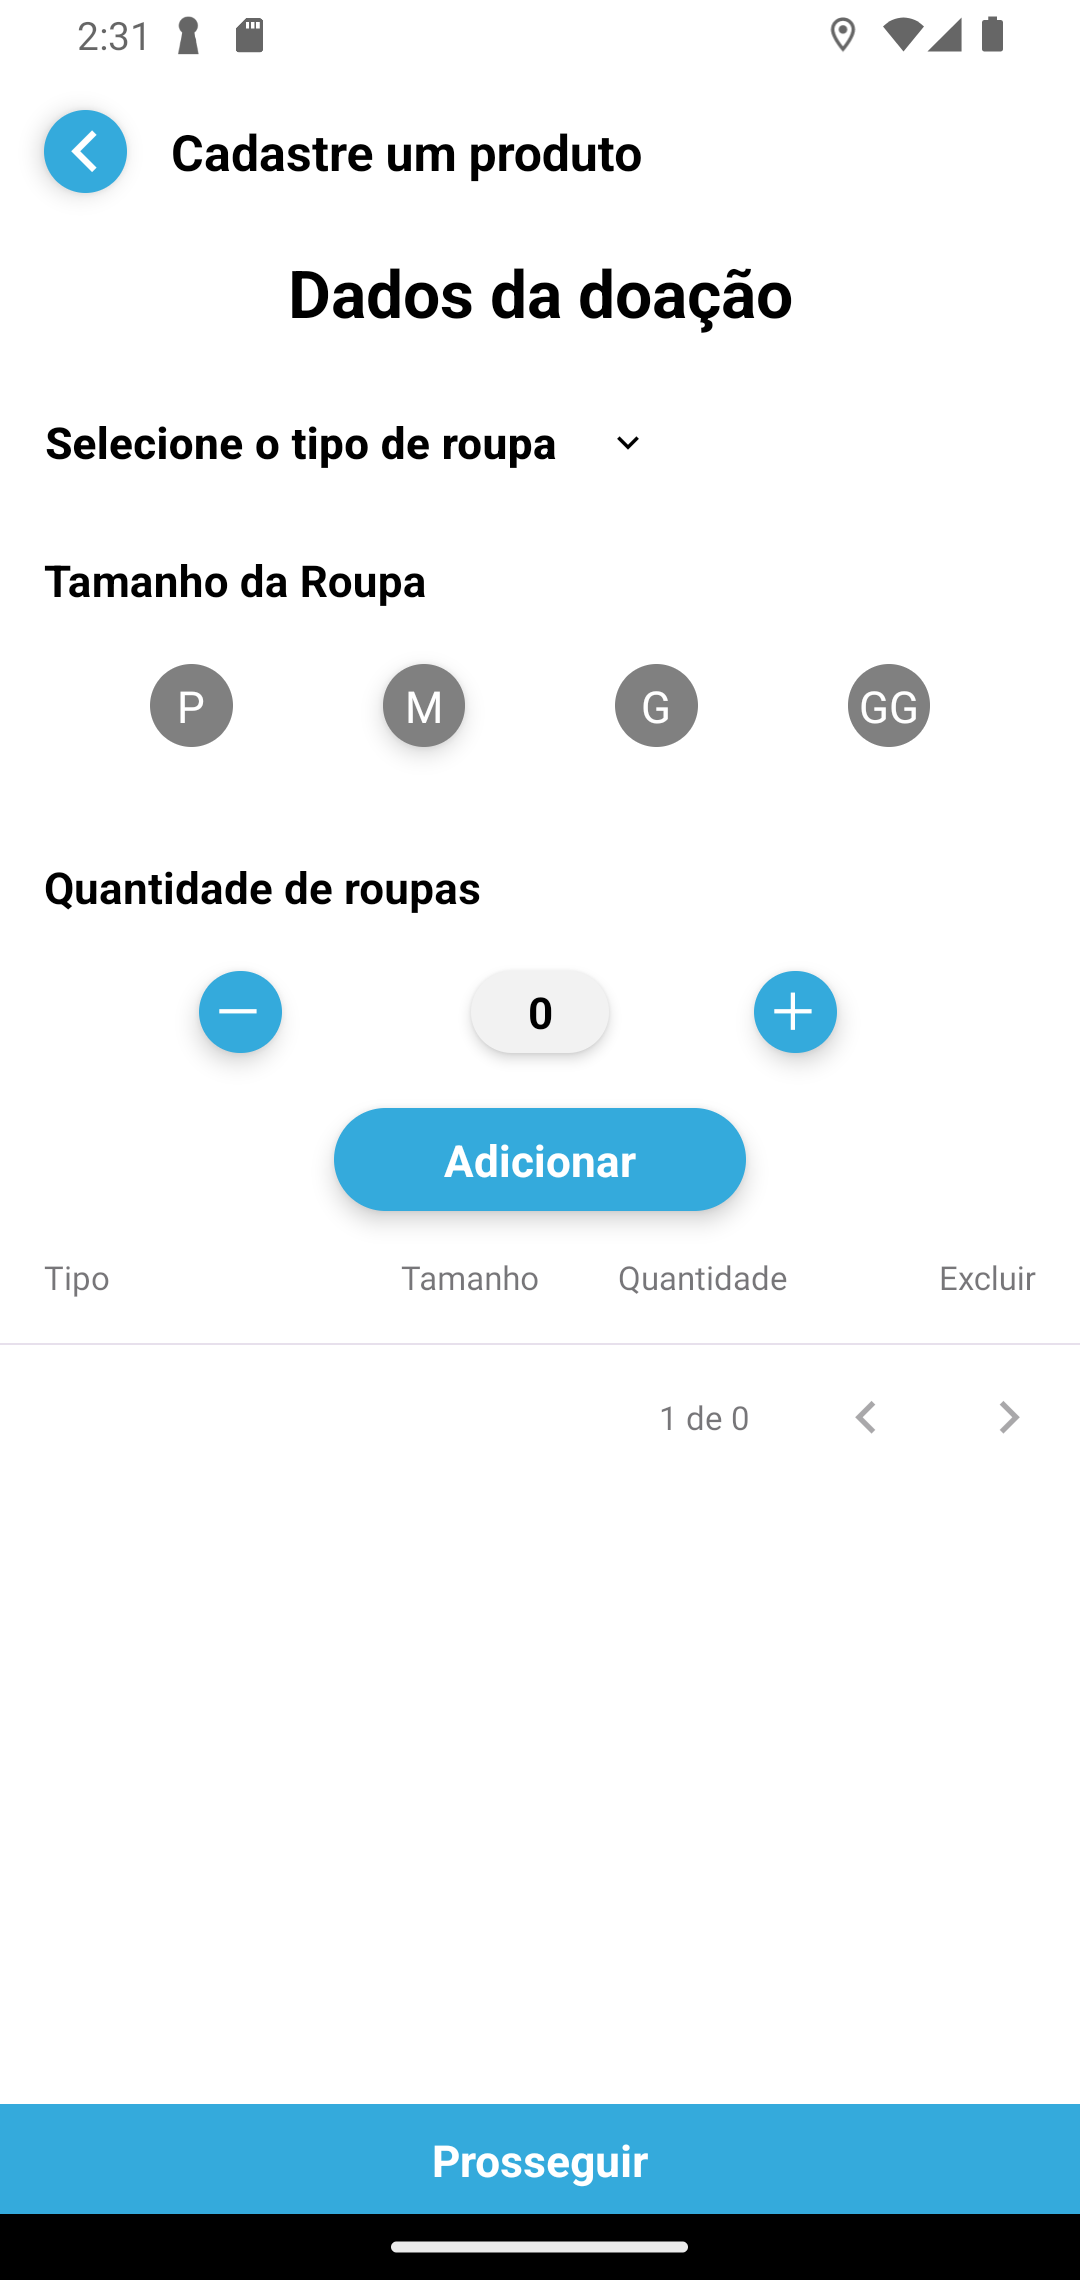 2:31
Cadastre um produto
Dados da doação
Selecione o tipo de roupa
Tamanho da Roupa
P M G GG
Quantidade de roupas
0
Adicionar
Tipo Tamanho Quantidade Excluir
1 de 0
Prosseguir